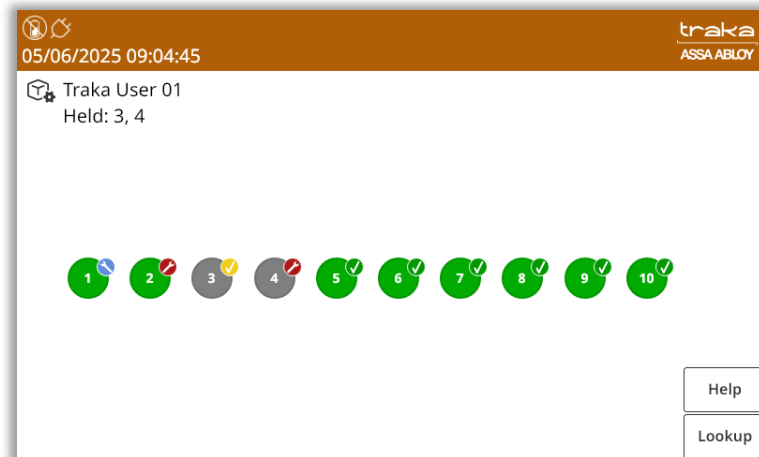 traka
05/06/2025 09:04:45
ASSA ABLOY
Traka User 01
Held: 3, 4
1 2 3 4 5 6 7 8 9 10
Help
Lookup